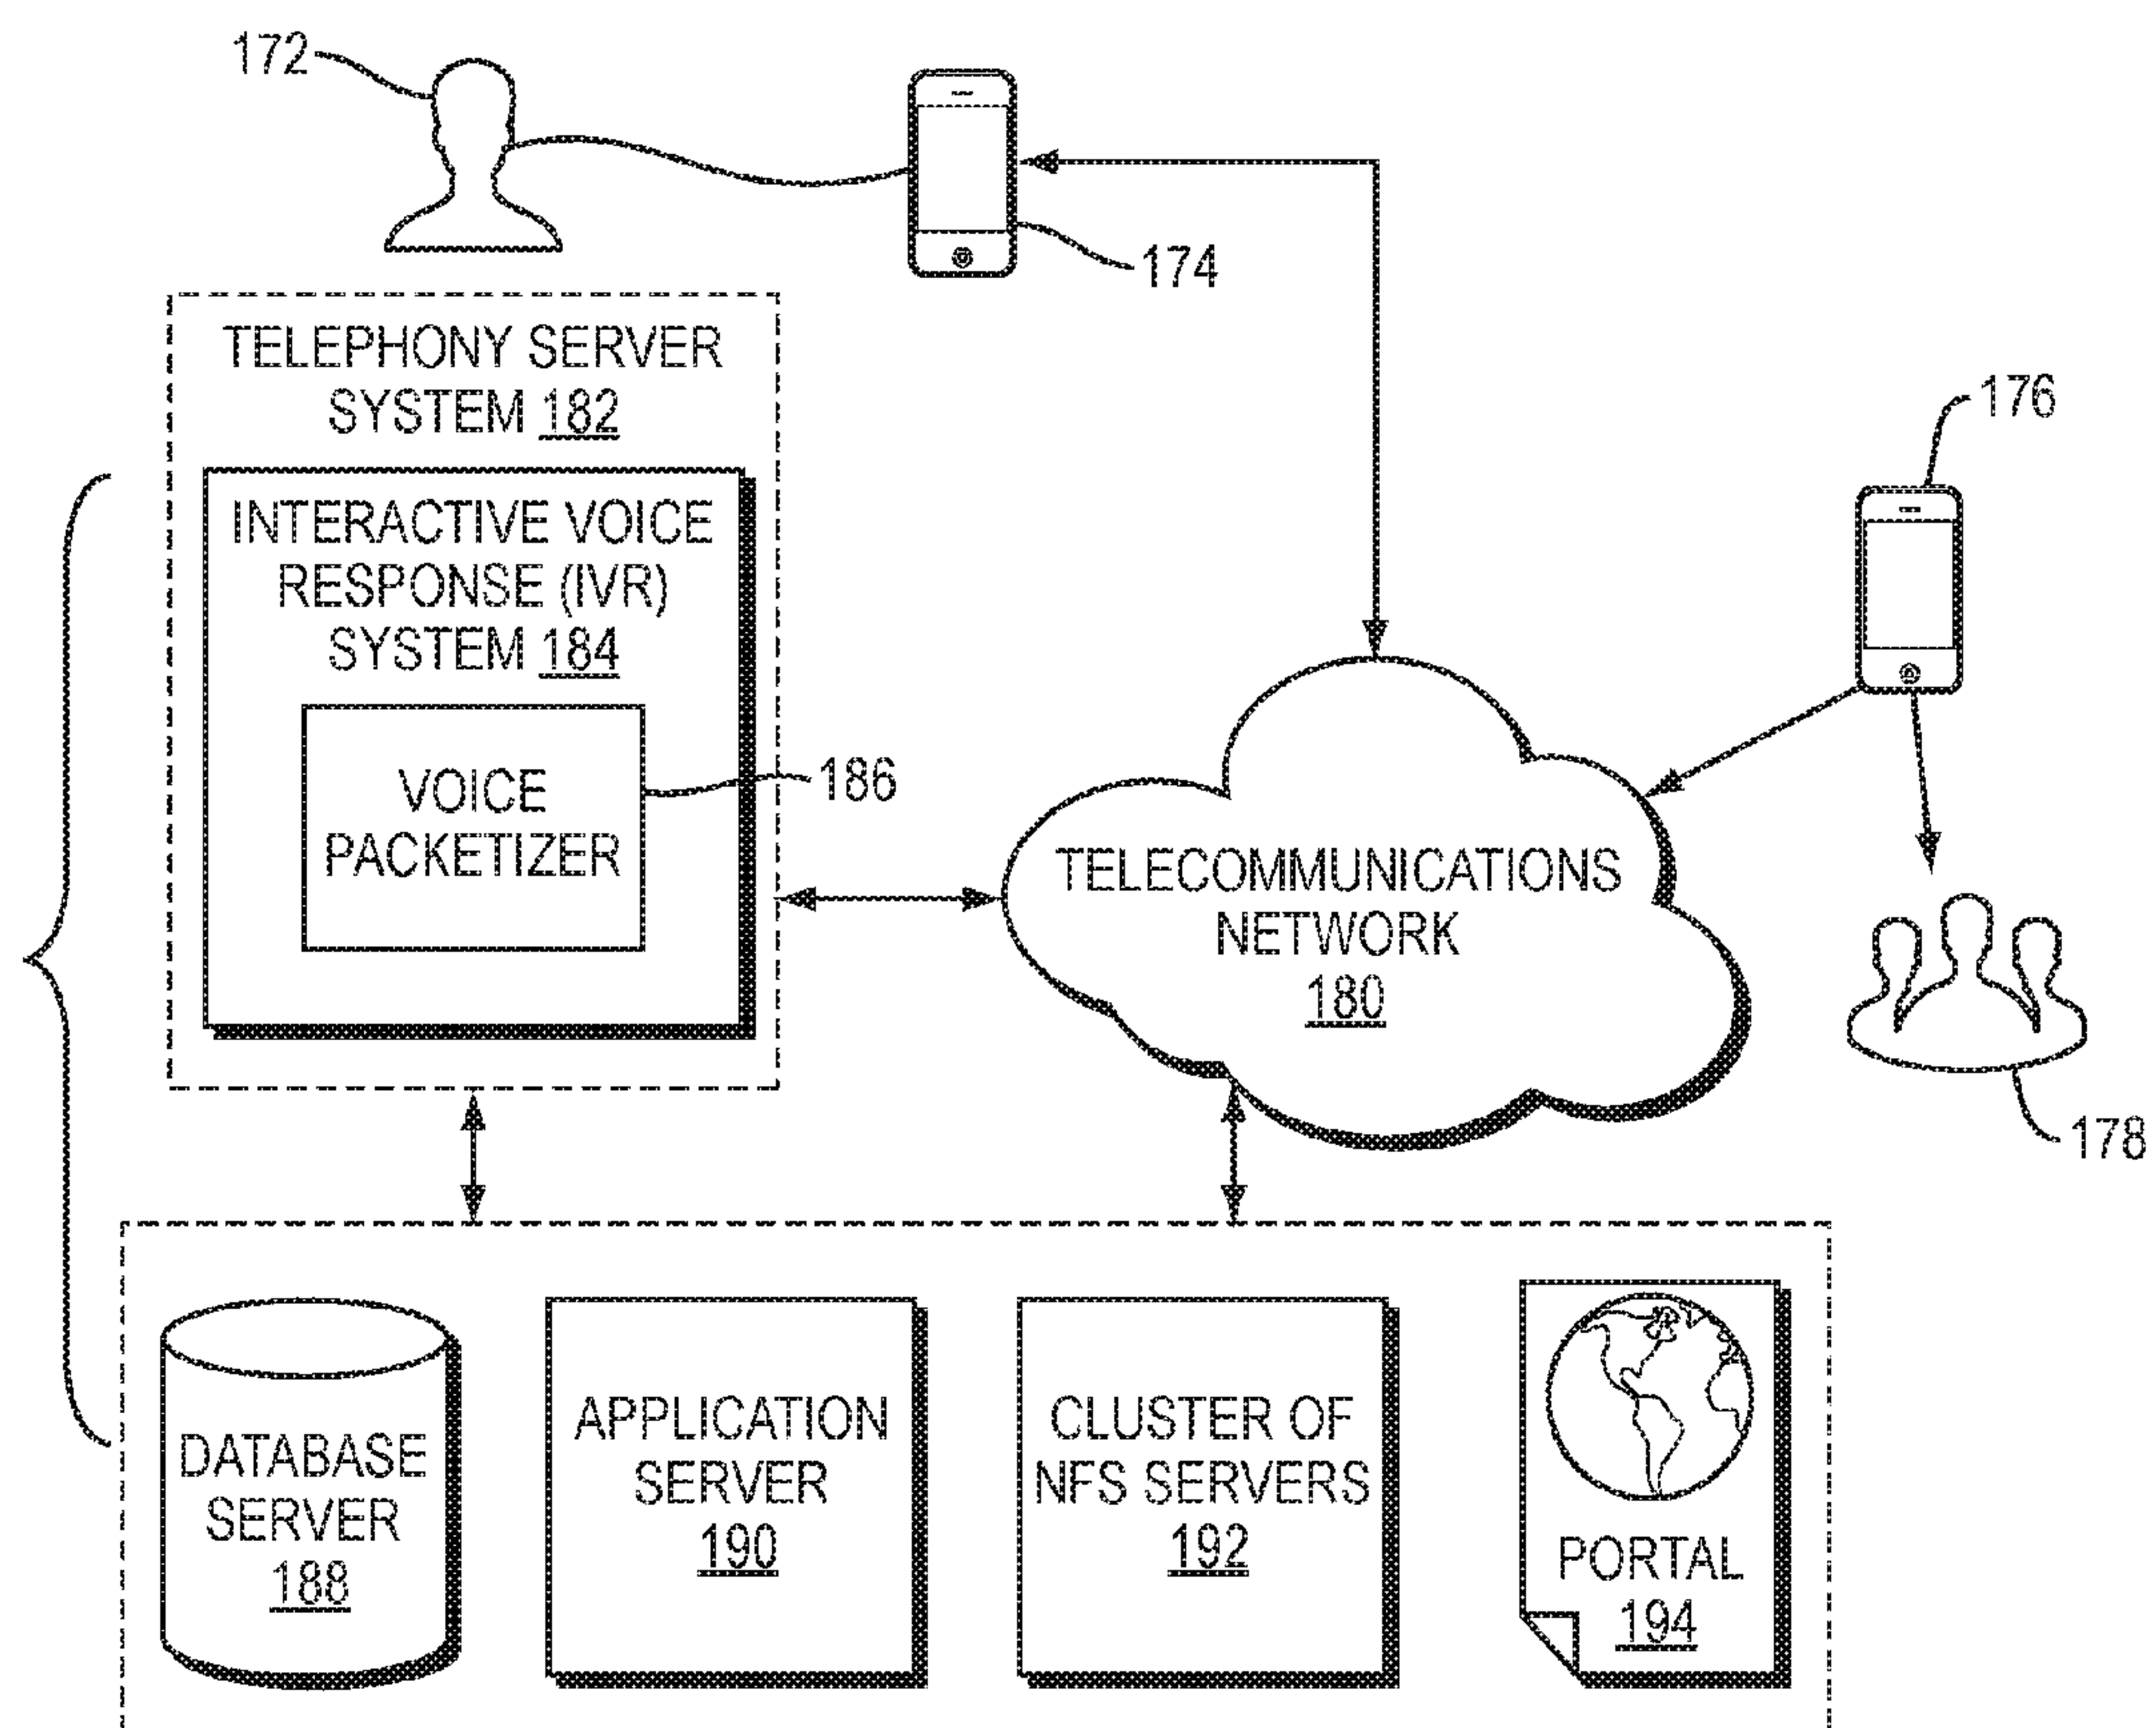 172
174
TELEPHONY SERVER
SYSTEM 182
176
INTERACTIVE VOICE
RESPONSE (IVR)
SYSTEM 184
VOICE
PACKETIZER
186
TELECOMMUNICATIONS
NETWORK
180
178
DATABASE
SERVER
188
APPLICATION
SERVER
190
CLUSTER OF
NFS SERVERS
192
PORTAL
194